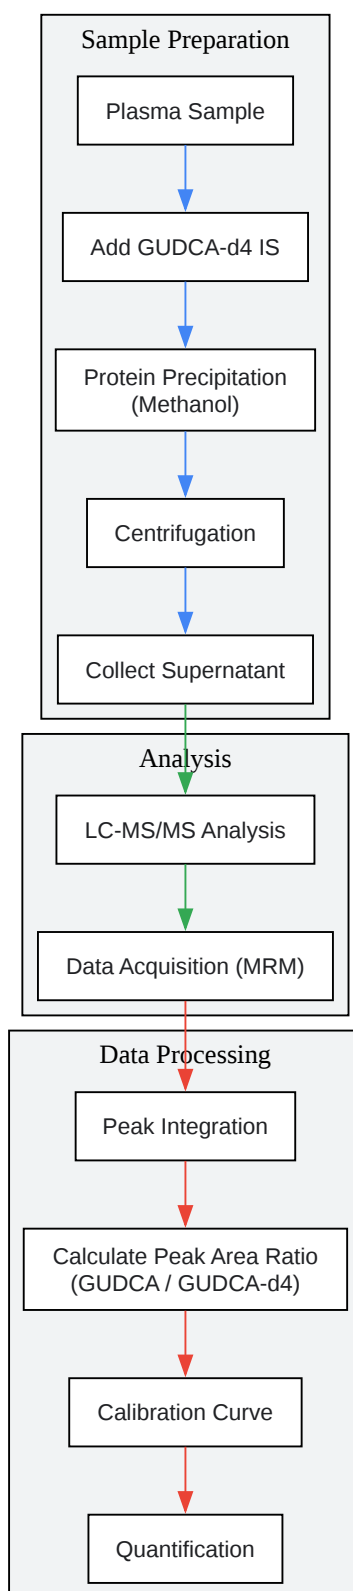 Sample Preparation
Plasma Sample
Add GUDCA-d4 IS
Protein Precipitation
(Methanol)
Centrifugation
Collect Supernatant
Analysis
LC-MS/MS Analysis
Data Acquisition (MRM)
Data Processing
Peak Integration
Calculate Peak Area Ratio
(GUDCA / GUDCA-d4)
Calibration Curve
Quantification